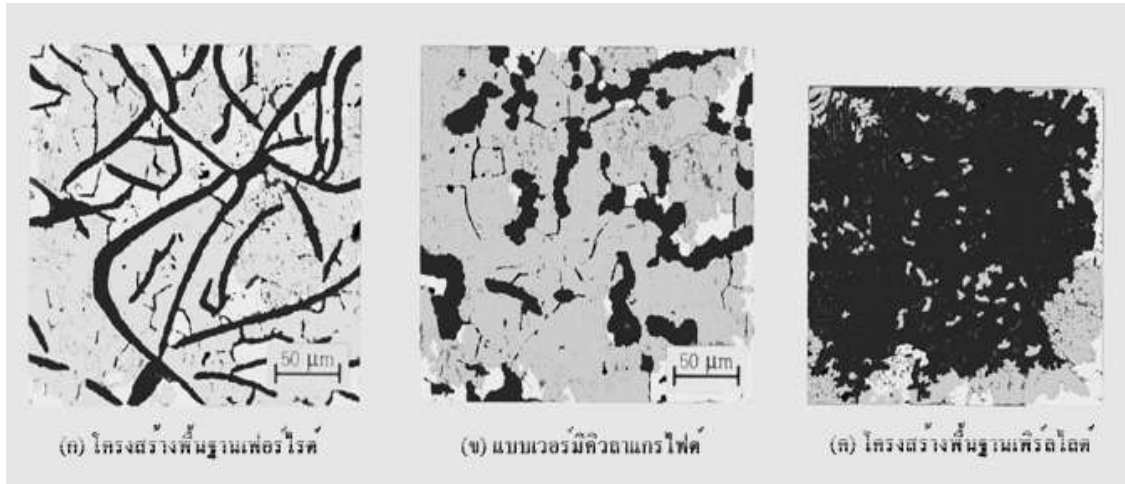 50 μm
50 μm
(ก) โครงสร้างพื้นฐานเฟอร์ไรต์
(ข) แบบเวอร์มิคิวลาแกรไฟต์
(ค) โครงสร้างพื้นฐานเพิร์ลไลต์